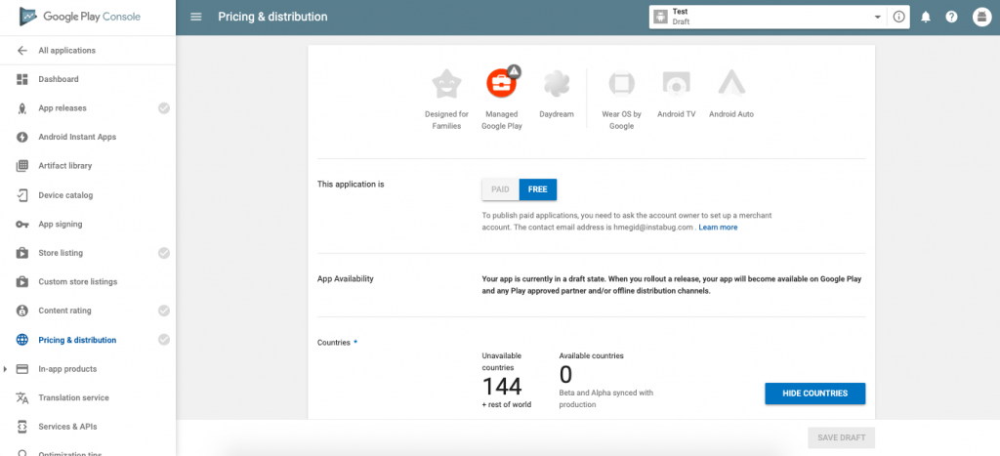 Google Play Console
Pricing & distribution
Test
Draft
All applications
Dashboard
App releases
Android Instant Apps
Artifact library
Device catalog
App signing
Store listing
Custom store listings
Content rating
Pricing & distribution
In-app products
Translation service
Services & APIs
Optimization tips
Designed for
Families
Managed
Google Play
Daydream
Wear OS by
Google
Android TV
Android Auto
This application is
PAID
FREE
To publish paid applications, you need to ask the account owner to set up a merchant
account. The contact email address is hmegid@instabug.com . Learn more
App Availability
Your app is currently in a draft state. When you rollout a release, your app will become available on Google Play
and any Play approved partner and/or offline distribution channels.
Countries *
Unavailable
countries
144
+ rest of world
Available countries
0
Beta and Alpha synced with
production
HIDE COUNTRIES
SAVE DRAFT